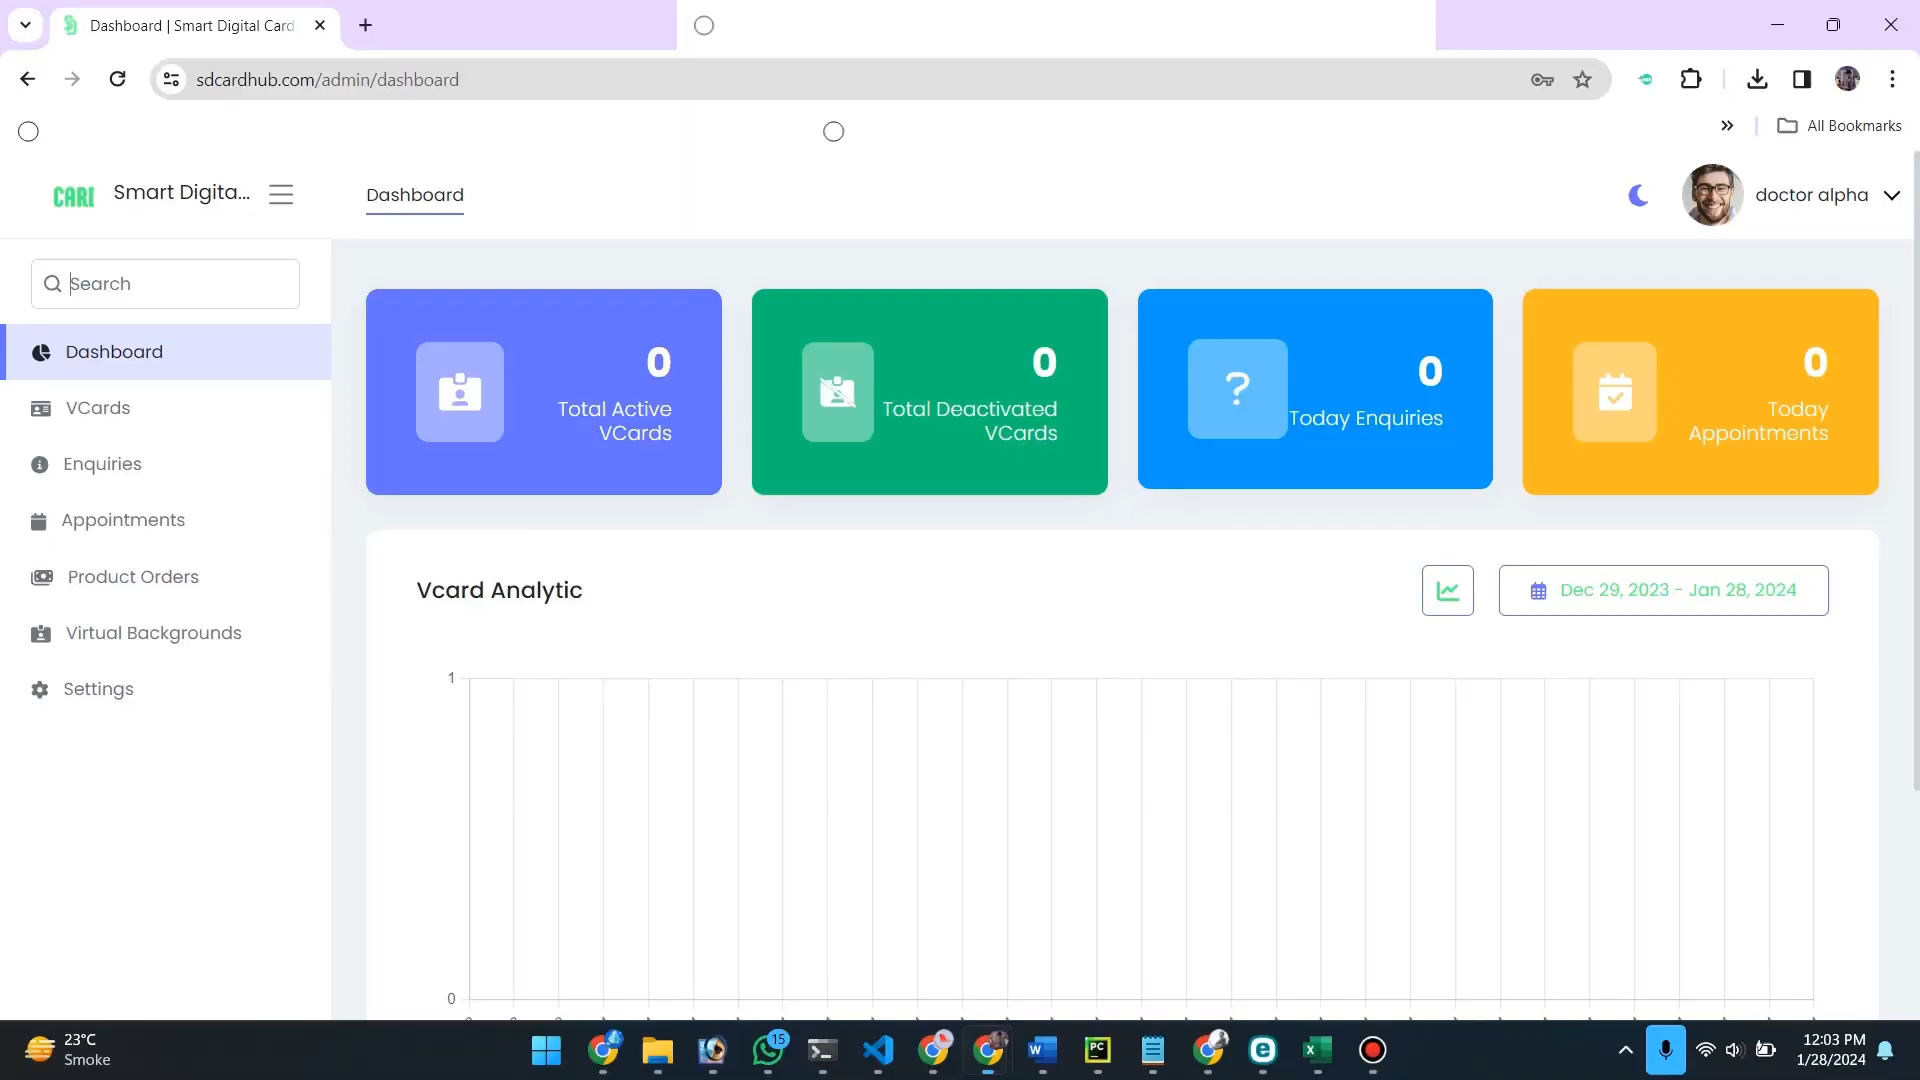 Dashboard | Smart Digital Card
sdcardhub.com/admin/dashboard
All Bookmarks
CARI
Smart Digita...
Dashboard
doctor alpha
Search
Dashboard
VCards
Enquiries
Appointments
Product Orders
Virtual Backgrounds
Settings
0
Total Active
VCards
0
Total Deactivated
VCards
?
0
Today Enquiries
0
Today
Appointments
Vcard Analytic
Dec 29, 2023 - Jan 28, 2024
1
0
23°C
Smoke
15
W
PC
12:03 PM
1/28/2024